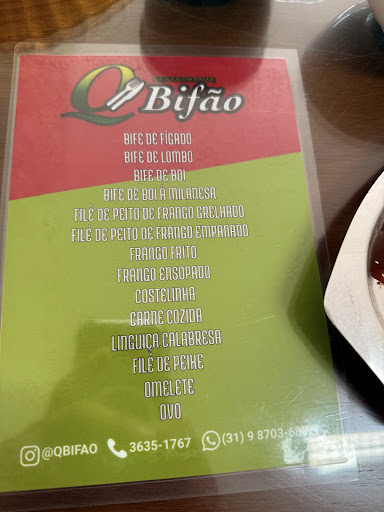 RESTAURANTE
Q Bifão
BIFE DE FÍGADO
BIFE DE LOMBO
BIFE DE BOI
BIFE DE BOI À MILANESA
FILÉ DE PEITO DE FRANGO GRELHADO
FILÉ DE PEITO DE FRANGO EMPANADO
FRANGO FRITO
FRANGO ENSOPADO
COSTELINHA
CARNE COZIDA
LINGUIÇA CALABRESA
FILÉ DE PEIXE
OMELETE
OVO
@QBIFAO 3635-1767 (31) 9 8703-